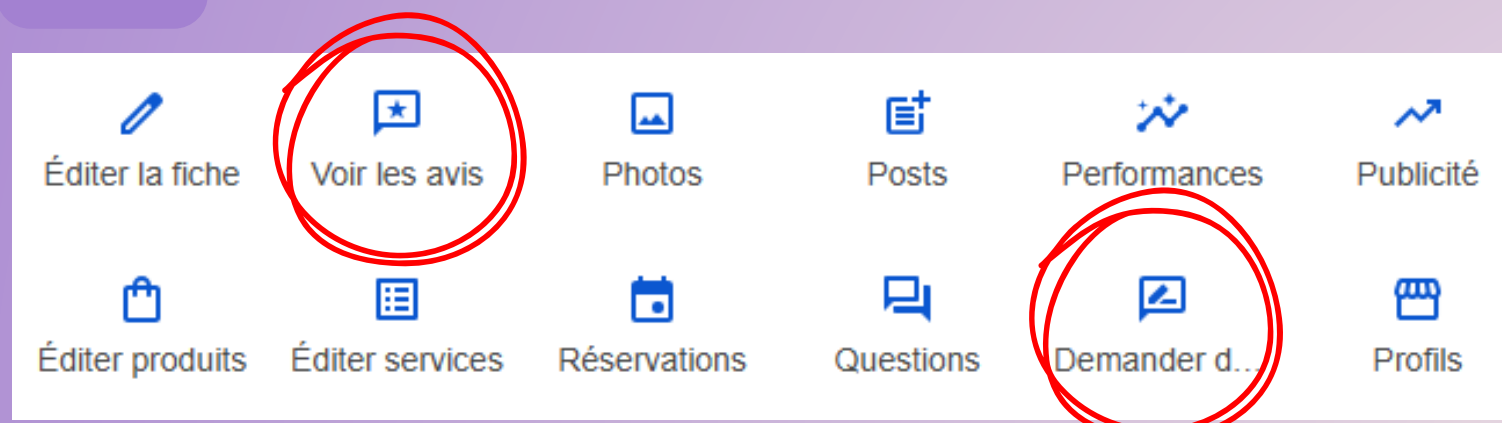 Éditer la fiche
Voir les avis
Photos
Posts
Performances
Publicité
Éditer produits
Éditer services
Réservations
Questions
Demander d...
Profils